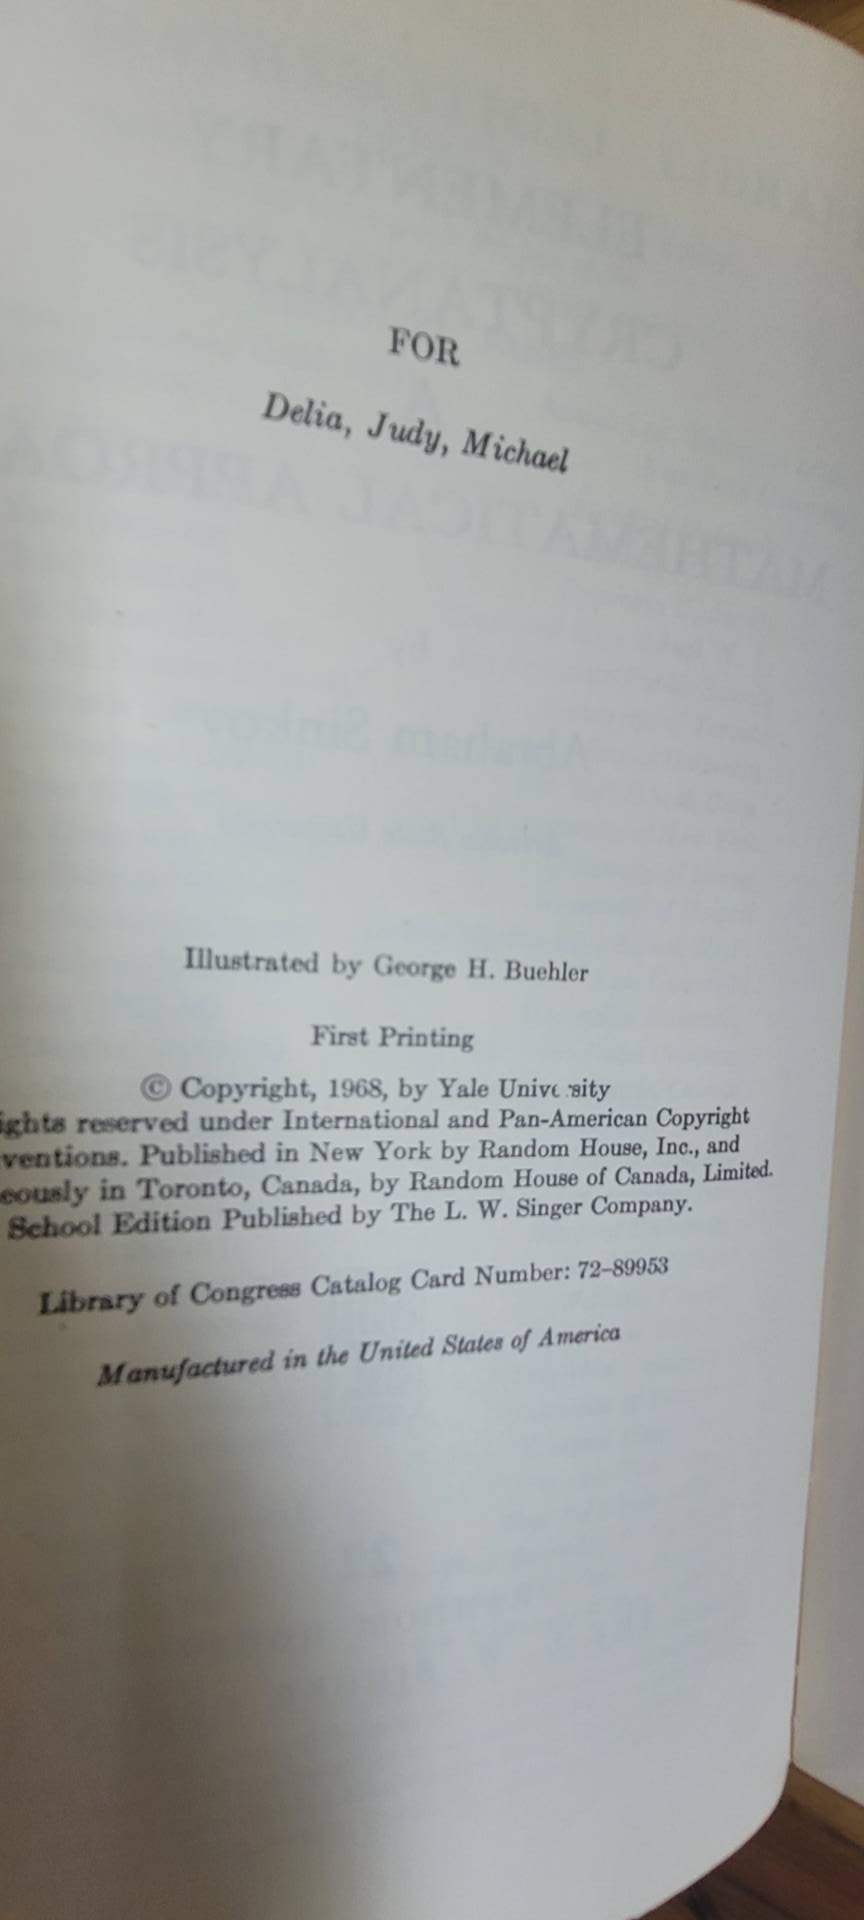 FOR
Delia, Judy, Michael
Illustrated by George H. Buehler
First Printing
© Copyright, 1968, by Yale University
ights reserved under International and Pan-American Copyright
ventions. Published in New York by Random House, Inc., and
eously in Toronto, Canada, by Random House of Canada, Limited.
School Edition Published by The L. W. Singer Company.
Library of Congress Catalog Card Number: 72–89953
Manufactured in the United States of America